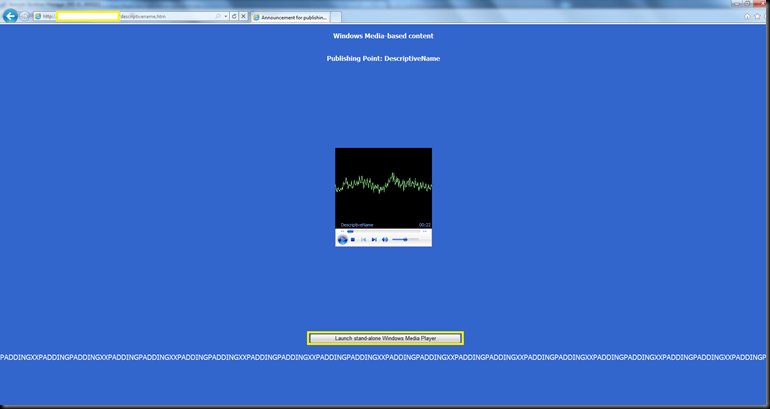 http://
descriptivename.htm
Announcement for publishin...
Windows Media-based content
Publishing Point: DescriptiveName
DescriptiveName 00:22
Launch stand-alone Windows Media Player
PADDINGXXPADDINGPADDINGXXPADDINGPADDINGXXPADDINGPADDINGXXPADDINGPADDINGXXPADDINGPADDINGXXPADDINGPADDINGXXPADDINGPADDINGXXPADDINGPADDINGXXPADDINGPADDINGXXPADDINGP